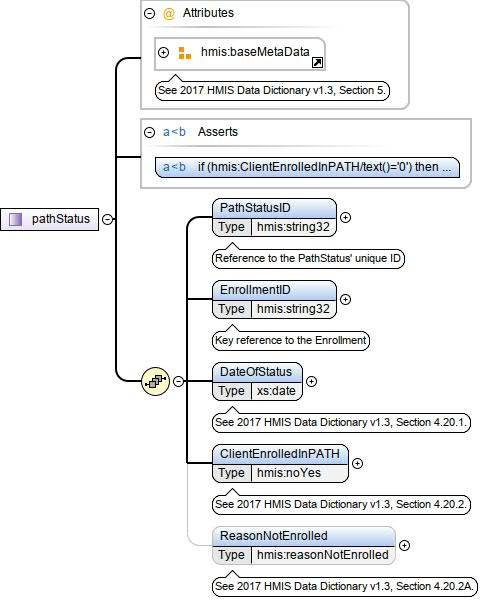 @ Attributes
hmis:baseMetaData
See 2017 HMIS Data Dictionary v1.3, Section 5.
a<b Asserts
a<b if (hmis:ClientEnrolledInPATH/text()='0') then ...
pathStatus
PathStatusID
Type hmis:string32
Reference to the PathStatus' unique ID
EnrollmentID
Type hmis:string32
Key reference to the Enrollment
DateOfStatus
Type xs:date
See 2017 HMIS Data Dictionary v1.3, Section 4.20.1.
ClientEnrolledInPATH
Type hmis:noYes
See 2017 HMIS Data Dictionary v1.3, Section 4.20.2.
ReasonNotEnrolled
Type hmis:reasonNotEnrolled
See 2017 HMIS Data Dictionary v1.3, Section 4.20.2A.